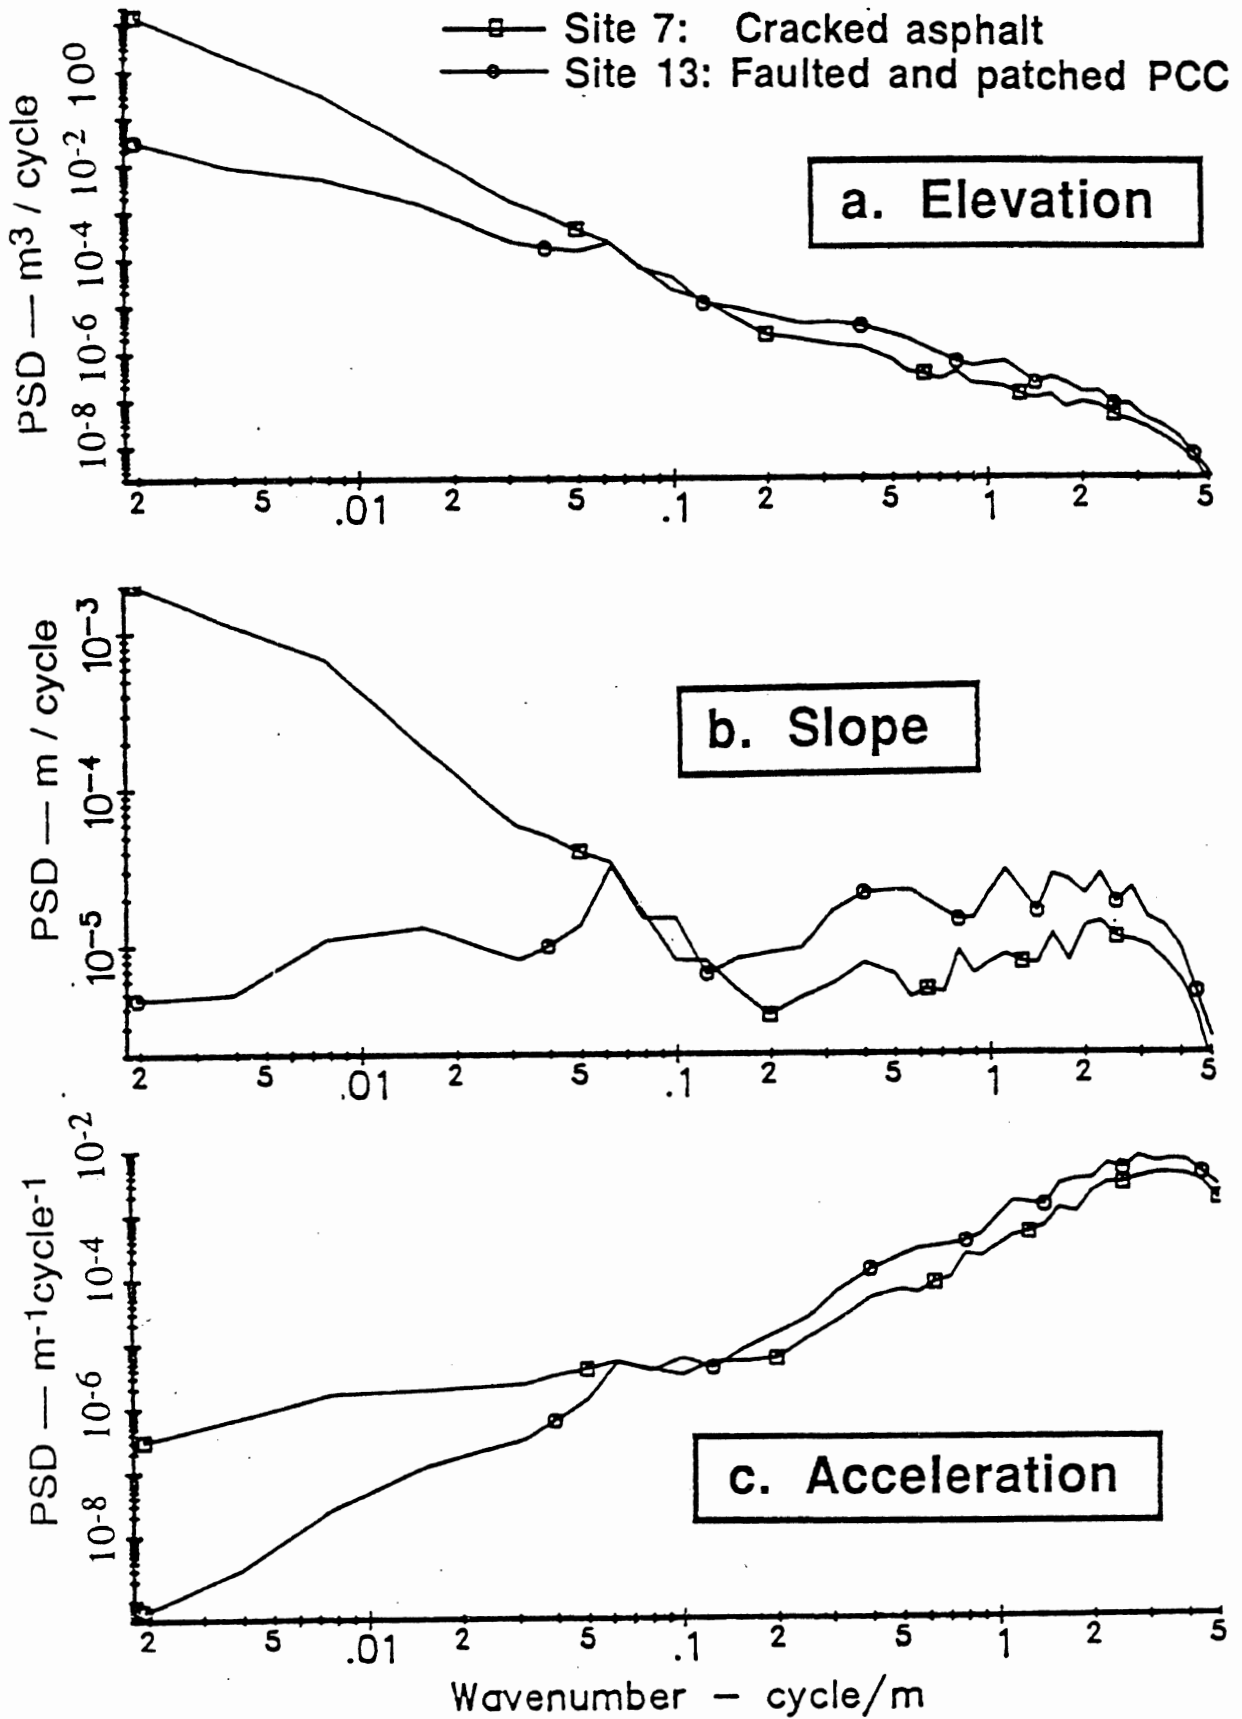 Site 7: Cracked asphalt
Site 13: Faulted and patched PCC
PSD — m3 / cycle
10 0
10-2
10-4
10-6
10-8
a. Elevation
2 5 .01 2 5 .1 2 5 1 2 5
PSD — m / cycle
10-3
10-4
10-5
b. Slope
2 5 .01 2 5 .1 2 5 1 2 5
PSD — m-1cycle-1
10-2
10-4
10-6
10-8
c. Acceleration
2 5 .01 2 5 .1 2 5 1 2 5
Wavenumber – cycle/m